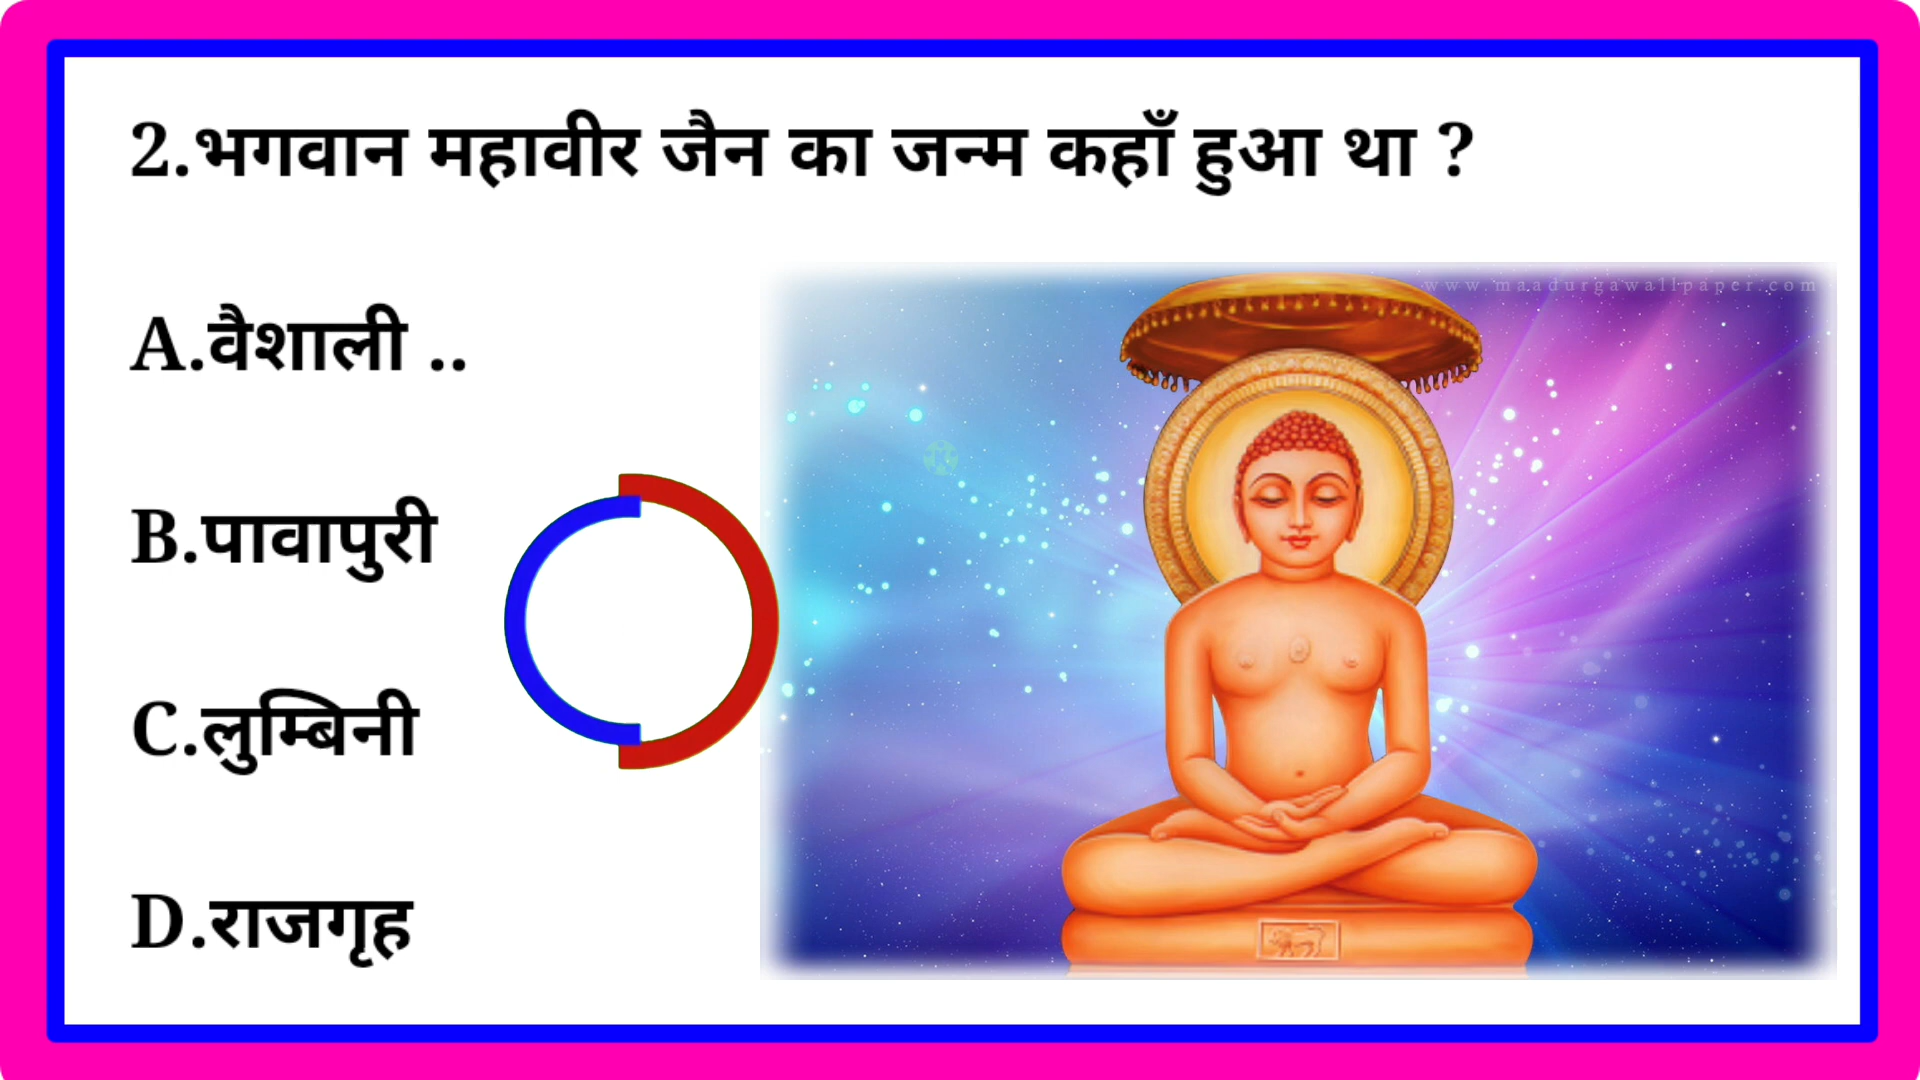 2.भगवान महावीर जैन का जन्म कहाँ हुआ था ?
www.maadurgawallpaper.com
A.वैशाली ..
B.पावापुरी
C.लुम्बिनी
D.राजगृह